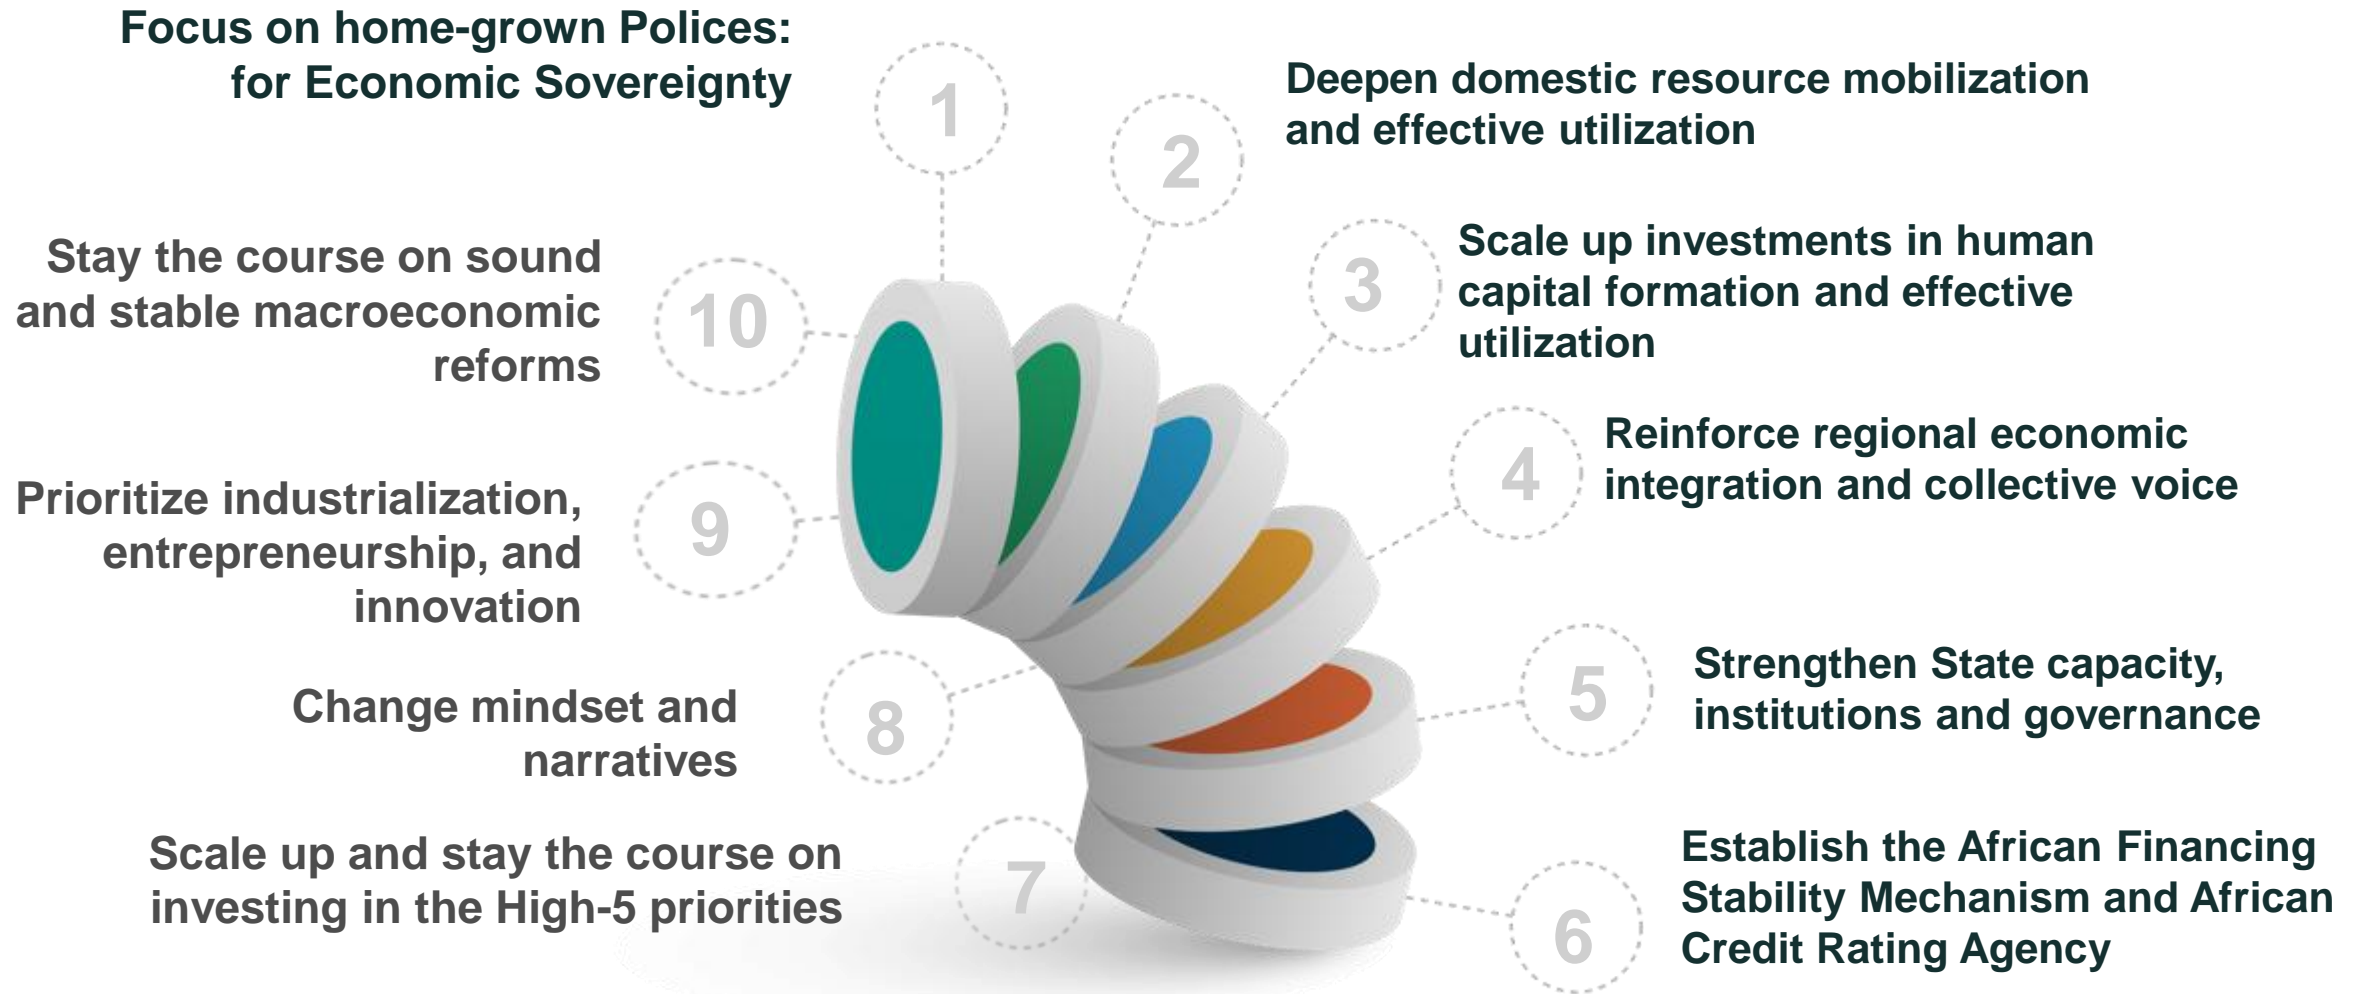 1
Focus on home-grown Polices:
for Economic Sovereignty
2
Deepen domestic resource mobilization
and effective utilization
3
Scale up investments in human
capital formation and effective
utilization
4
Reinforce regional economic
integration and collective voice
5
Strengthen State capacity,
institutions and governance
6
Establish the African Financing
Stability Mechanism and African
Credit Rating Agency
7
Scale up and stay the course on
investing in the High-5 priorities
8
Change mindset and
narratives
9
Prioritize industrialization,
entrepreneurship, and
innovation
10
Stay the course on sound
and stable macroeconomic
reforms